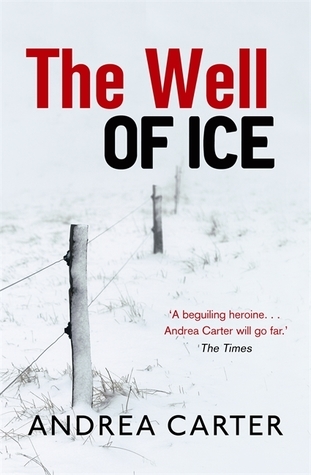 The Well
OF ICE
‘A beguiling heroine. . .
Andrea Carter will go far.’
The Times
ANDREA CARTER